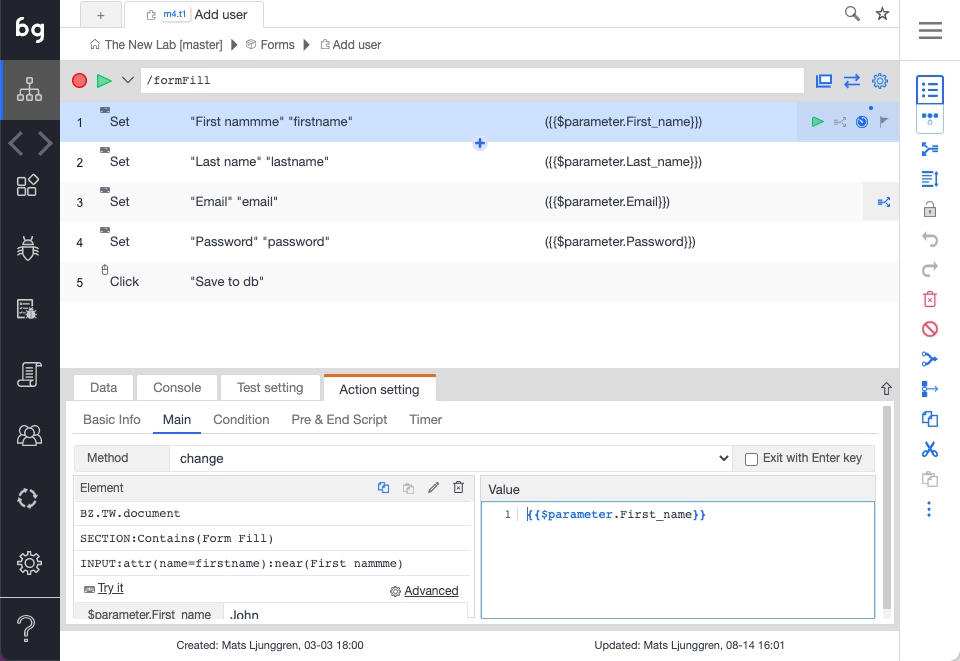 bg
+
m4.t1 Add user
The New Lab [master] Forms Add user
/formFill
1 Set "First nammme" "firstname" ({{$parameter.First_name}})
2 Set "Last name" "lastname" ({{$parameter.Last_name}})
3 Set "Email" "email" ({{$parameter.Email}})
4 Set "Password" "password" ({{$parameter.Password}})
5 Click "Save to db"
Data Console Test setting Action setting
Basic Info Main Condition Pre & End Script Timer
Method change Exit with Enter key
Element
BZ.TW.document
SECTION:Contains(Form Fill)
INPUT:attr(name=firstname):near(First nammme)
Try it Advanced
$parameter.First_name John
Value
1 {{$parameter.First_name}}
Created: Mats Ljunggren, 03-03 18:00 Updated: Mats Ljunggren, 08-14 16:01